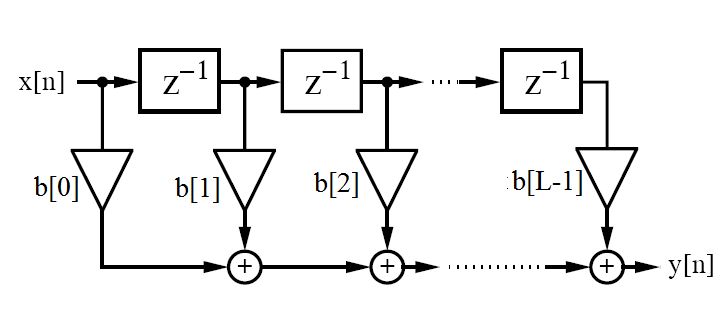 x[n] z⁻¹ z⁻¹ z⁻¹
b[0] b[1] b[2] b[L-1]
+ + + y[n]